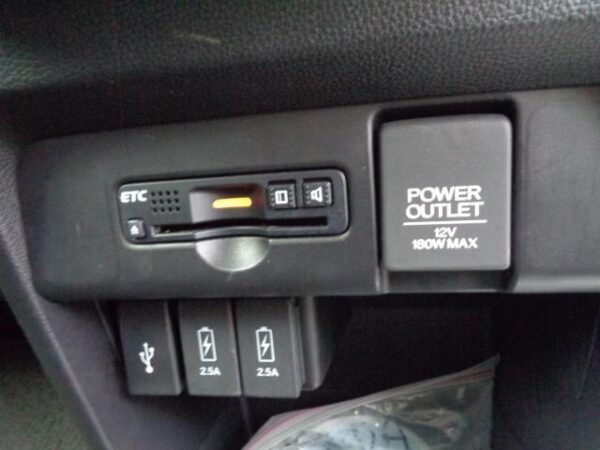 ETC
POWER
OUTLET
12V
180W MAX
2.5A
2.5A